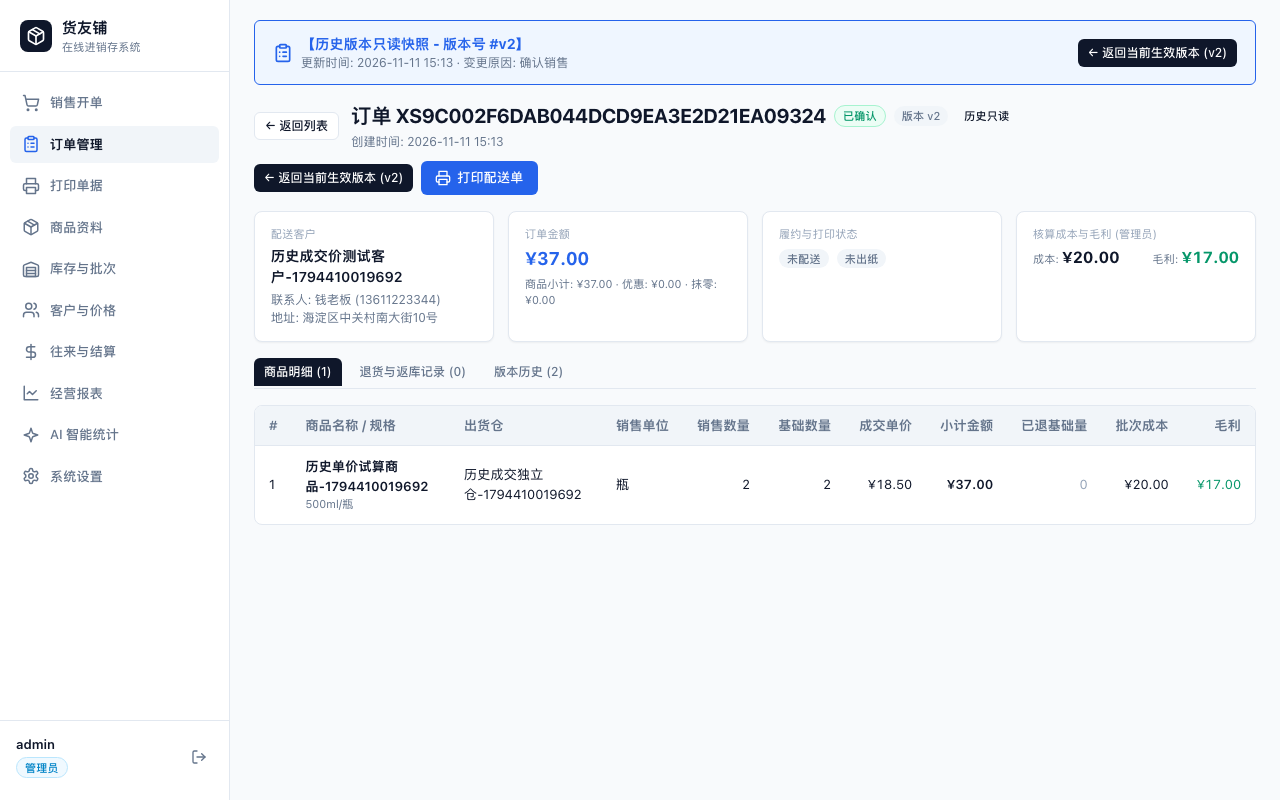 货友铺
在线进销存系统
销售开单
订单管理
打印单据
商品资料
库存与批次
客户与价格
往来与结算
经营报表
AI 智能统计
系统设置
admin
管理员
【历史版本只读快照 - 版本号 #v2】
更新时间: 2026-11-11 15:13 · 变更原因: 确认销售
← 返回当前生效版本 (v2)
← 返回列表
订单 XS9C002F6DAB044DCD9EA3E2D21EA09324 已确认 版本 v2 历史只读
创建时间: 2026-11-11 15:13
← 返回当前生效版本 (v2)
打印配送单
配送客户
历史成交价测试客
户-1794410019692
联系人: 钱老板 (13611223344)
地址: 海淀区中关村南大街10号
订单金额
¥37.00
商品小计: ¥37.00 · 优惠: ¥0.00 · 抹零:
¥0.00
履约与打印状态
未配送 未出纸
核算成本与毛利 (管理员)
成本: ¥20.00 毛利: ¥17.00
商品明细 (1) 退货与返库记录 (0) 版本历史 (2)
# 商品名称 / 规格 出货仓 销售单位 销售数量 基础数量 成交单价 小计金额 已退基础量 批次成本 毛利
1 历史单价试算商
品-1794410019692
500ml/瓶
历史成交独立
仓-1794410019692
瓶 2 2 ¥18.50 ¥37.00 0 ¥20.00 ¥17.00